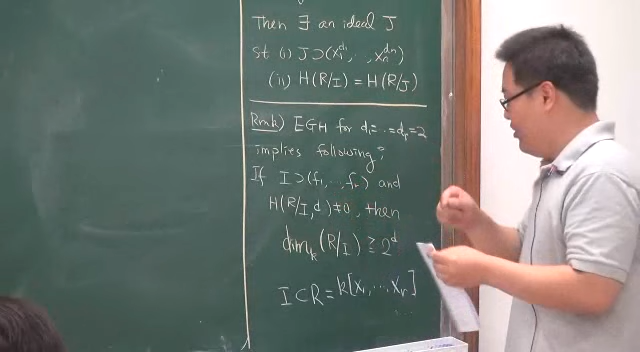 Then ∃ an ideal J
st (i) J ⊃ (x₁^{d₁}, ..., xₙ^{dₙ})
(ii) H(R/I) = H(R/J)
Rmk) EGH for d₁=...=dᵣ=2
implies following;
If I ⊃ (f₁, ..., fᵣ) and
H(R/I, d) ≠ 0, then
dimₖ (R/I) ≥ 2^d
I ⊂ R = k[x₁, ..., xᵣ]